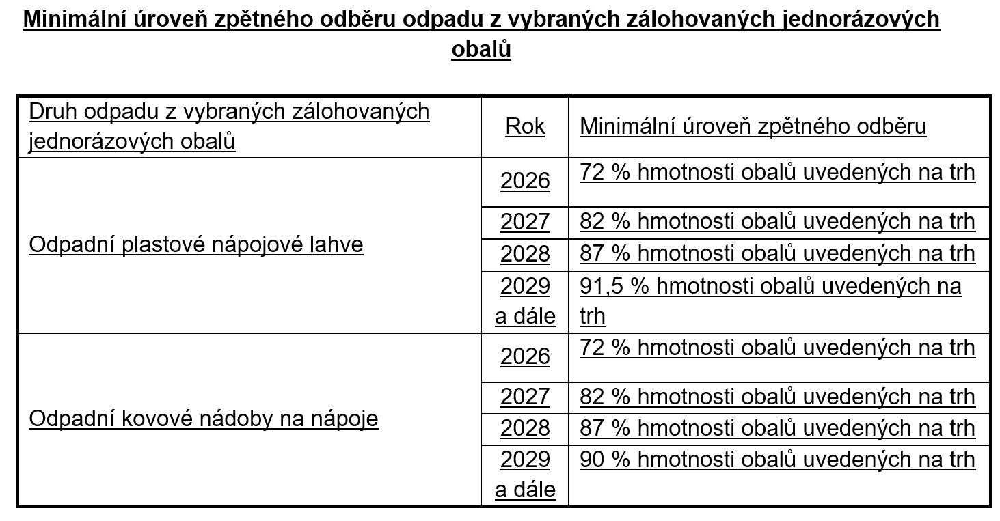 Minimální úroveň zpětného odběru odpadu z vybraných zálohovaných jednorázových
obalů
Druh odpadu z vybraných zálohovaných
jednorázových obalů
Rok
Minimální úroveň zpětného odběru
Odpadní plastové nápojové lahve
2026
72 % hmotnosti obalů uvedených na trh
2027
82 % hmotnosti obalů uvedených na trh
2028
87 % hmotnosti obalů uvedených na trh
2029
a dále
91,5 % hmotnosti obalů uvedených na
trh
Odpadní kovové nádoby na nápoje
2026
72 % hmotnosti obalů uvedených na trh
2027
82 % hmotnosti obalů uvedených na trh
2028
87 % hmotnosti obalů uvedených na trh
2029
a dále
90 % hmotnosti obalů uvedených na trh